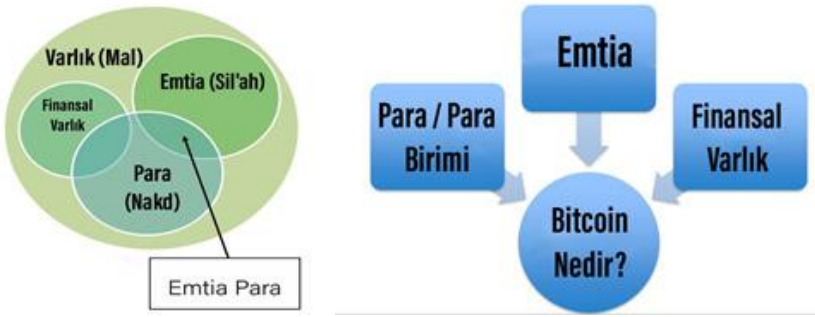 Varlık (Mal)
Emtia (Sil'ah)
Finansal
Varlık
Para
(Nakd)
Emtia Para
Emtia
Para / Para
Birimi
Finansal
Varlık
Bitcoin
Nedir?